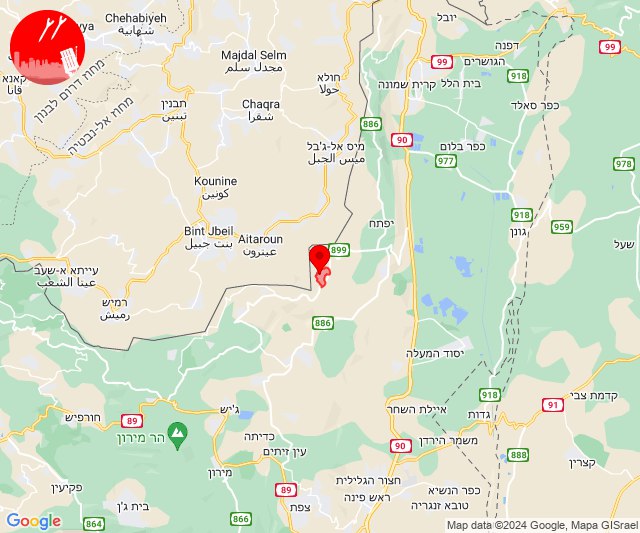 Chehabiyeh
شهابية
יובל
דפנה
99
הגושרים
99
Majdal Selm
מג'דל סלם
918
קאנא
قانا
מחוז דרום לבנון
מחוז אל-נבטיה
חולא
حولا
קרית שמונה
בית הלל
כפר סאלד
תבנין
تبنين
Chaqra
شقرا
886
90
מיס אל-ג'בל
ميس الجبل
כפר בלום
977
978
Kounine
كونين
918
959
גונן
יפתח
שעל
Bint Jbeil
بنت جبيل
Aitaroun
عيترون
899
עייתא א-שעב
عيتا الشعب
רמיש
رميش
886
יסוד המעלה
918
קדמת צבי
91
איילת השחר
גדות
חורפיש
89
ג'יש
הר מירון
כדיתה
עין זיתים
90
משמר הירדן
888
קצרין
מירון
חצור הגלילית
פקיעין
89
ראש פינה
כפר הנשיא
טובא זנגריה
בית ג'ן
צפת
864
866
Google
Map data ©2024 Google, Mapa GISrael